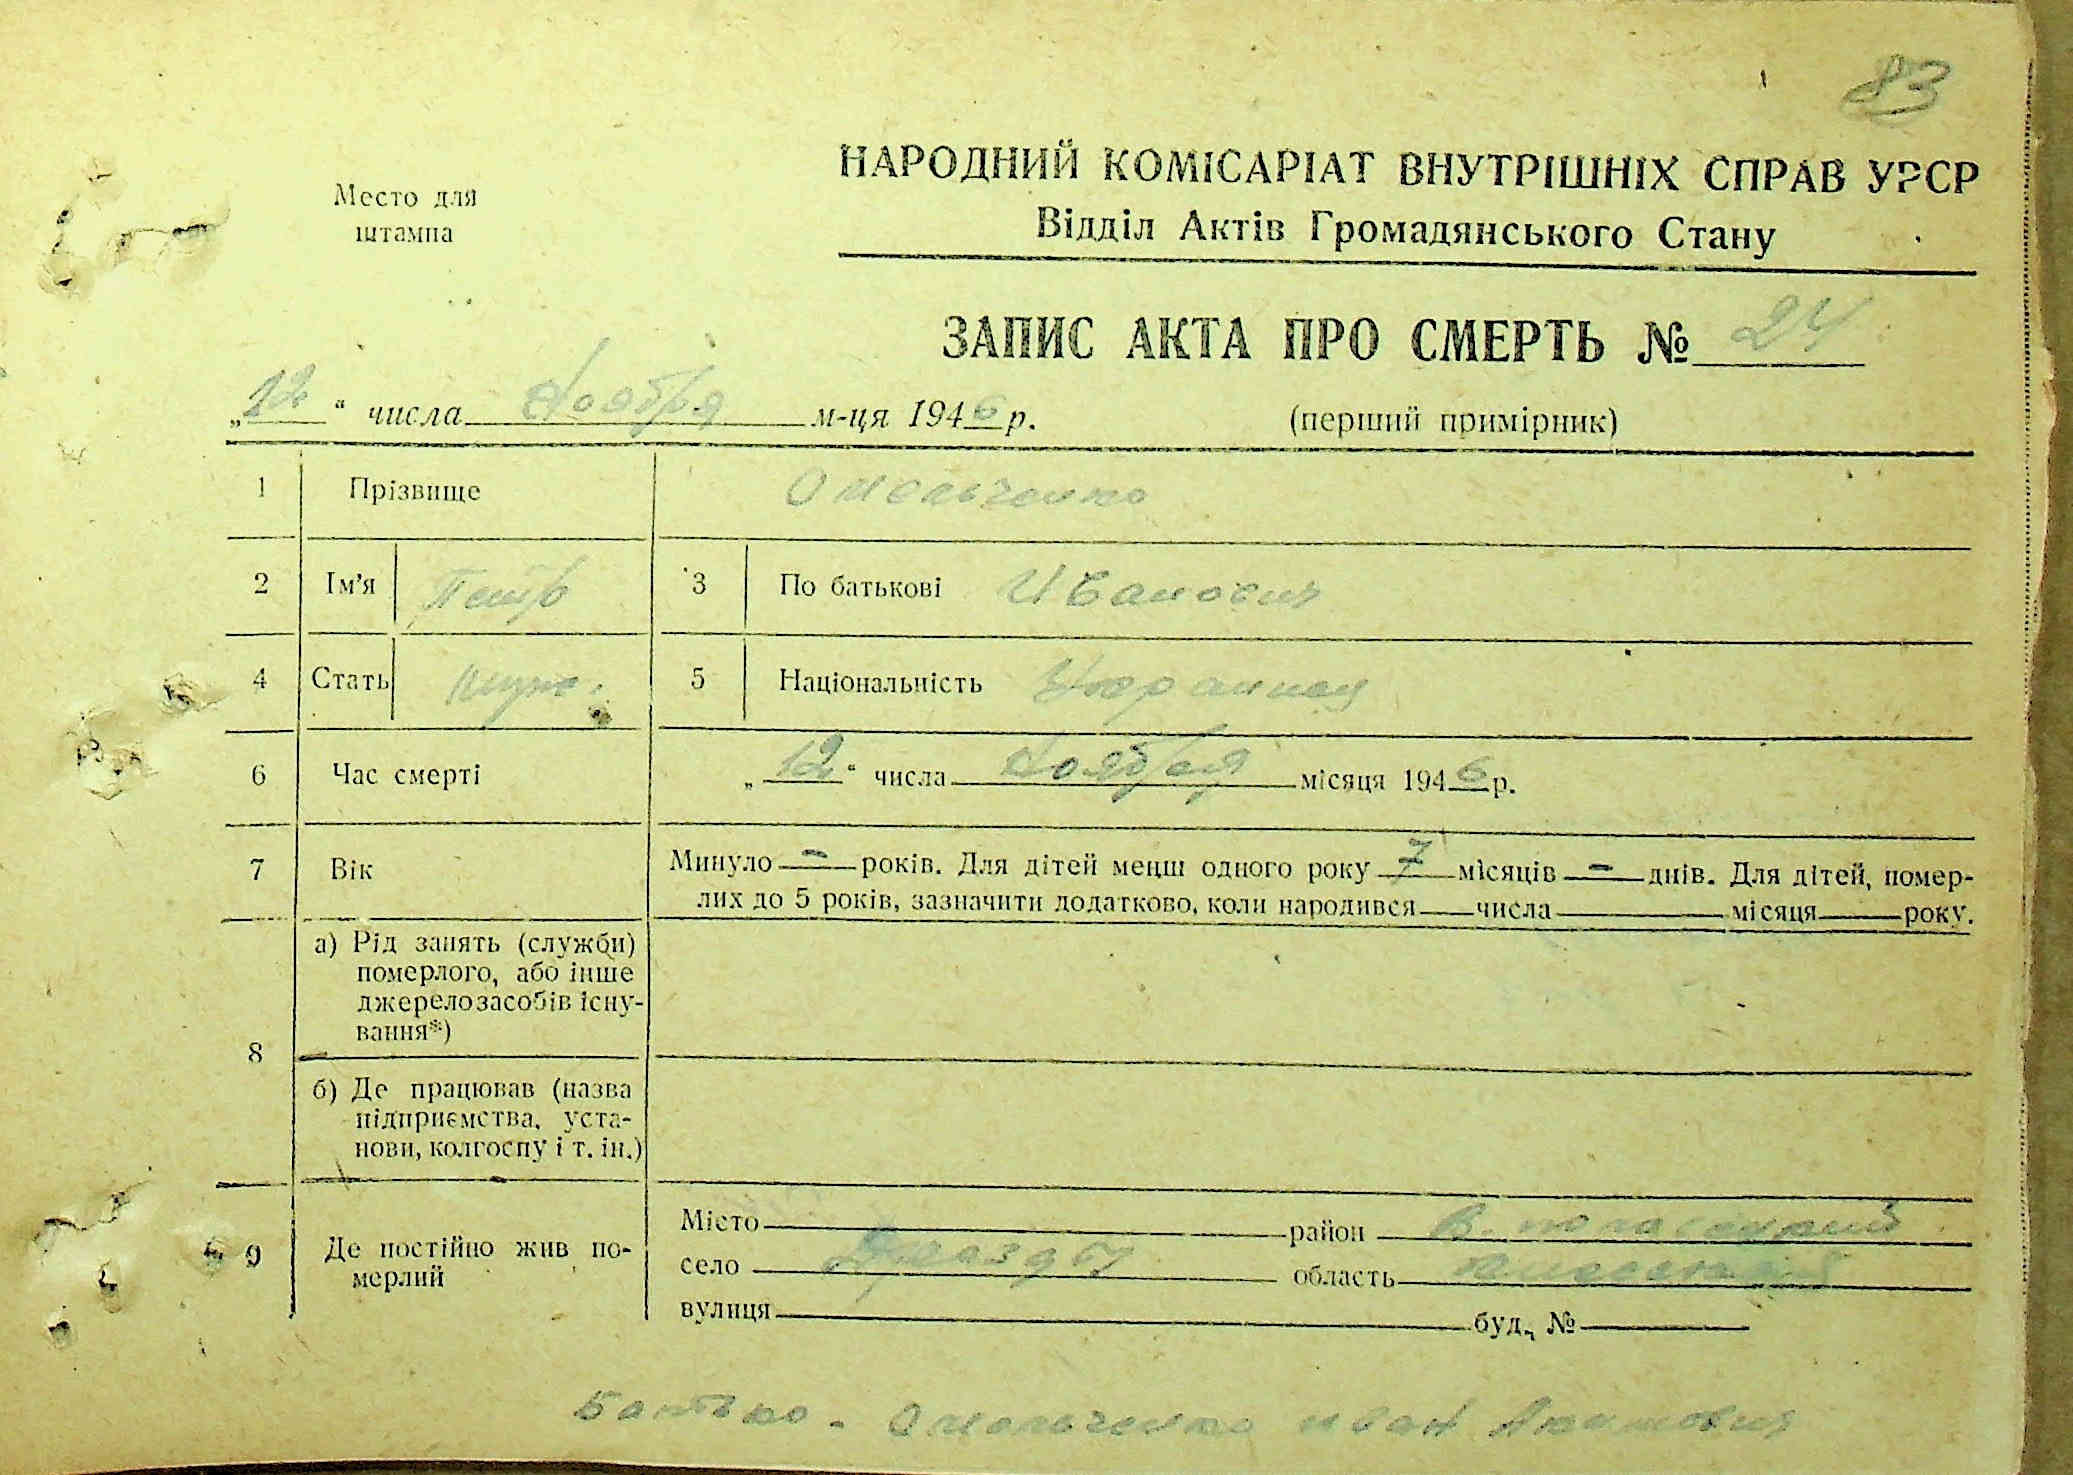 83
Место для
штампа
НАРОДНИЙ КОМІСАРІАТ ВНУТРІШНІХ СПРАВ УРСР
Відділ Актів Громадянського Стану
ЗАПИС АКТА ПРО СМЕРТЬ № 24
„12" числа Ноября м-ця 1946 р.
(перший примірник)
1 Прізвище Омельченко
2 Ім'я Петр 3 По батькові Иванович
4 Стать муж. 5 Національність Украинец
6 Час смерті „12" числа Ноября місяця 1946 р.
7 Вік Минуло - років. Для дітей менш одного року 7 місяців - днів. Для дітей, помер-
лих до 5 років, зазначити додатково, коли народився числа місяця року.
8 а) Рід занять (служби)
померлого, або інше
джерело засобів існу-
вання*)
б) Де працював (назва
підприємства, уста-
нови, колгоспу і т. ін.)
9 Де постійно жив по-
мерлий
Місто район
село Дрозды область Киевская
вулиця буд. №
Батько - Омельченко Иван Акимович